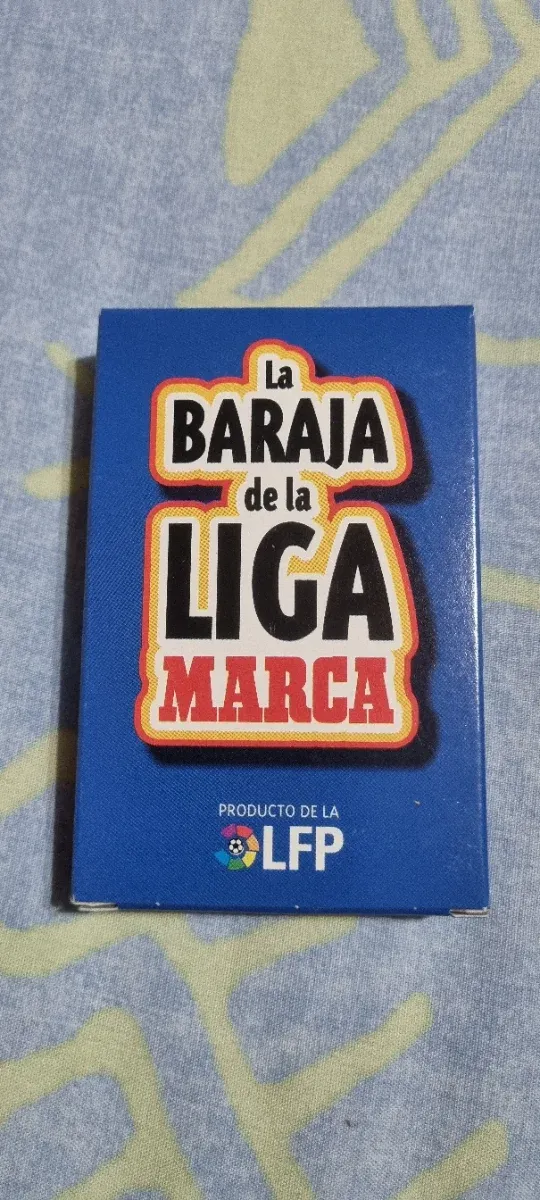 La
BARAJA
de la
LIGA
MARCA
PRODUCTO DE LA
LFP